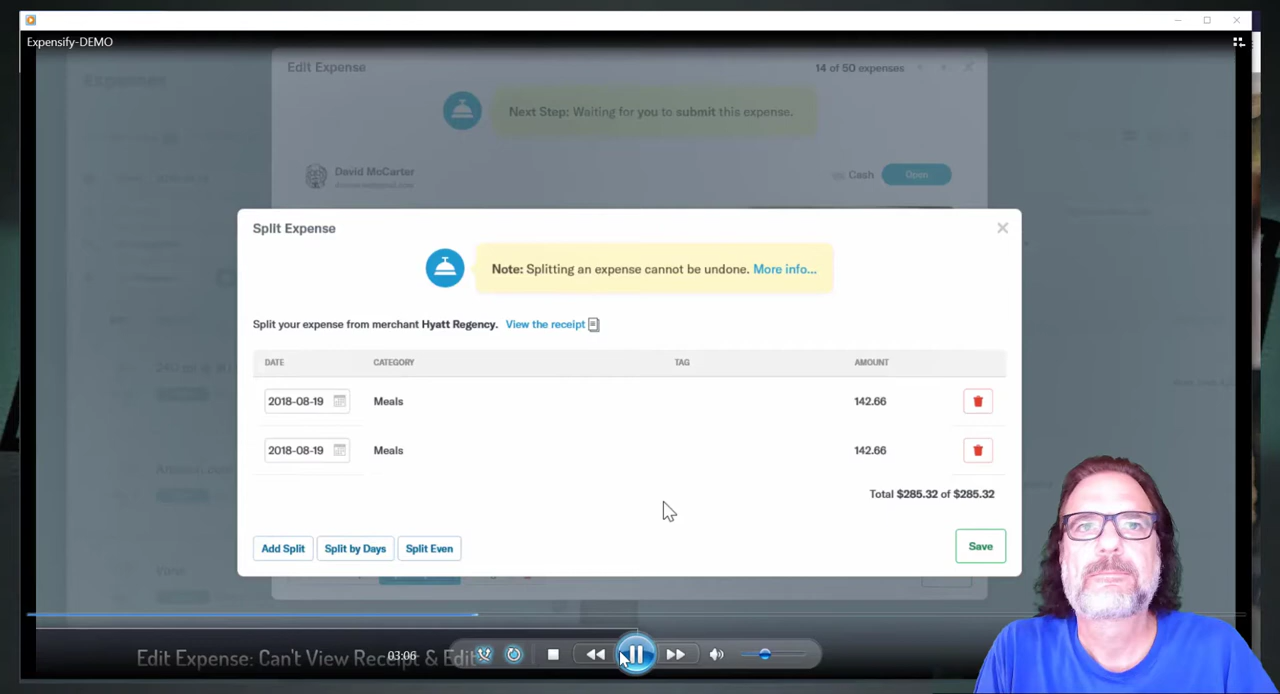 Expensify-DEMO
Edit Expense
14 of 50 expenses
Next Step: Waiting for you to submit this expense.
David McCarter
Cash
Open
Split Expense
Note: Splitting an expense cannot be undone. More info...
Split your expense from merchant Hyatt Regency. View the receipt
DATE CATEGORY TAG AMOUNT
2018-08-19 Meals 142.66
2018-08-19 Meals 142.66
Total $285.32 of $285.32
Add Split Split by Days Split Even
Save
Edit Expense: Can't View Receipt & Edit
03:06